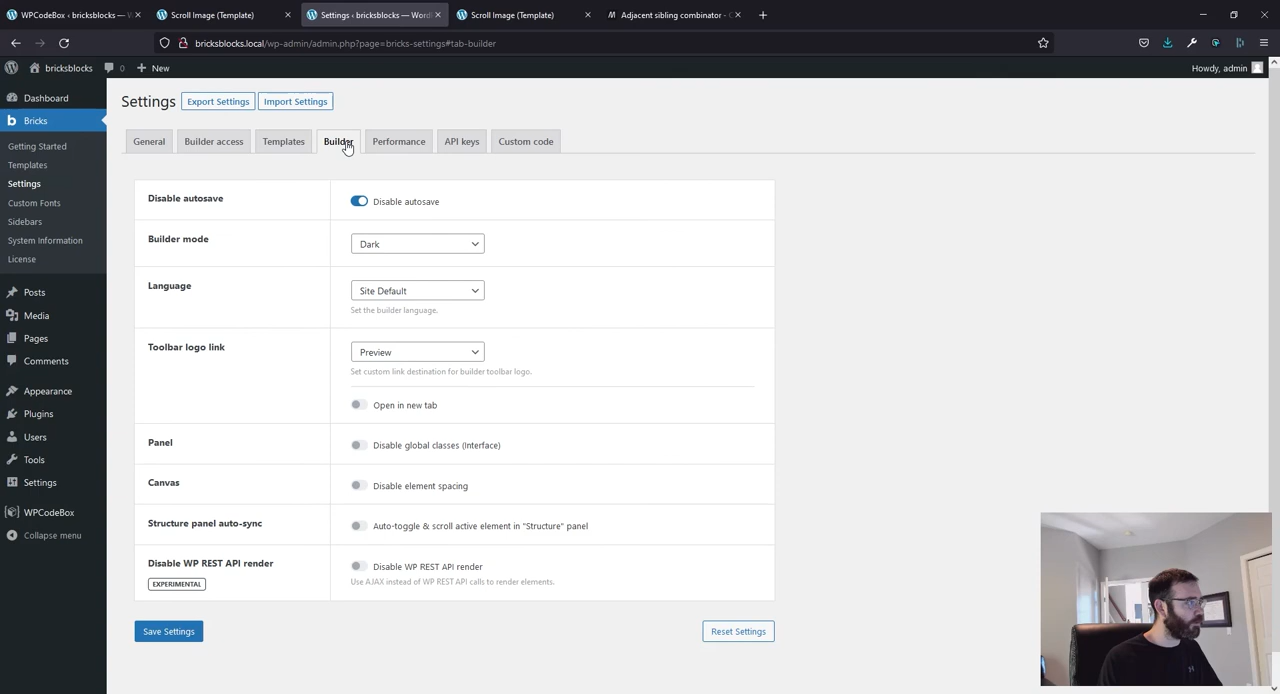 WPCodeBox ‹ bricksblocks — WordP
Scroll Image (Template)
Settings ‹ bricksblocks — WordP
Scroll Image (Template)
Adjacent sibling combinator - C
bricksblocks.local/wp-admin/admin.php?page=bricks-settings#tab-builder
bricksblocks
0
New
Howdy, admin
Dashboard
Bricks
Getting Started
Templates
Settings
Custom Fonts
Sidebars
System Information
License
Posts
Media
Pages
Comments
Appearance
Plugins
Users
Tools
Settings
WPCodeBox
Collapse menu
Settings
Export Settings
Import Settings
General
Builder access
Templates
Builder
Performance
API keys
Custom code
Disable autosave
Disable autosave
Builder mode
Dark
Language
Site Default
Set the builder language.
Toolbar logo link
Preview
Set custom link destination for builder toolbar logo.
Open in new tab
Panel
Disable global classes (Interface)
Canvas
Disable element spacing
Structure panel auto-sync
Auto-toggle & scroll active element in "Structure" panel
Disable WP REST API render
EXPERIMENTAL
Disable WP REST API render
Use AJAX instead of WP REST API calls to render elements.
Save Settings
Reset Settings